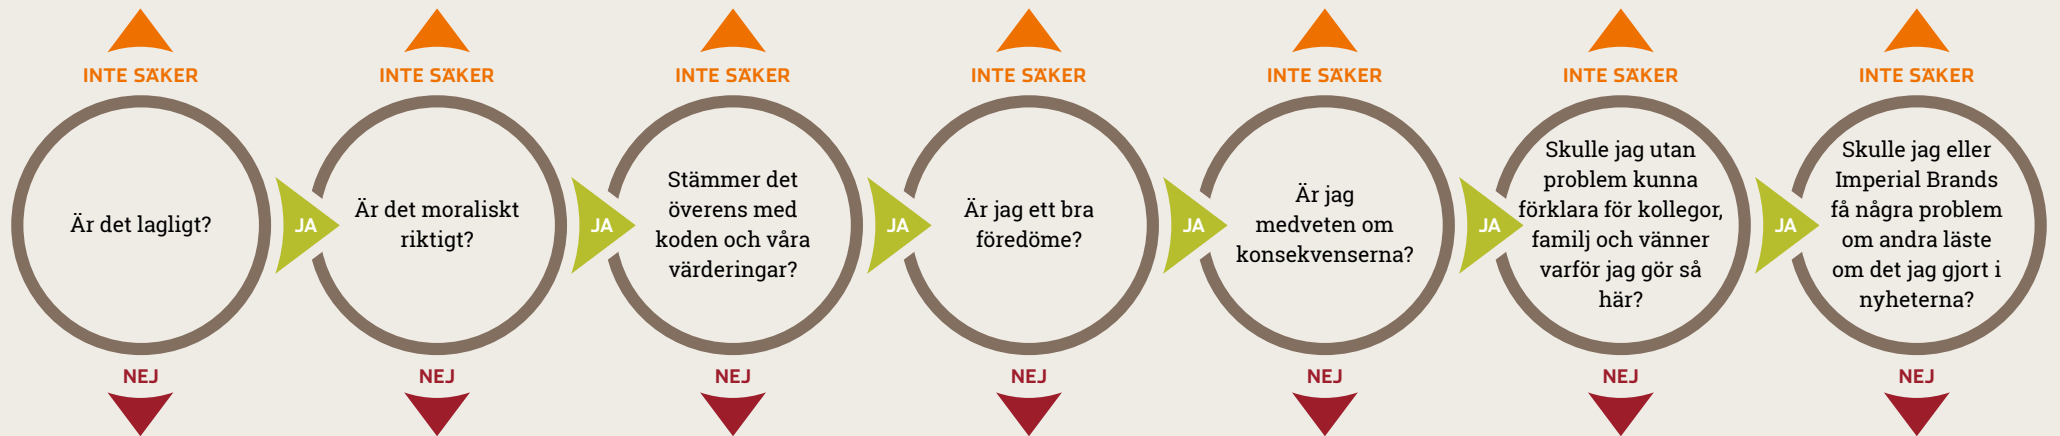 INTE SÄKER
INTE SÄKER
INTE SÄKER
INTE SÄKER
INTE SÄKER
INTE SÄKER
INTE SÄKER
Är det lagligt?
JA
Är det moraliskt
riktigt?
JA
Stämmer det
överens med
koden och våra
värderingar?
JA
Är jag ett bra
föredöme?
JA
Är jag
medveten om
konsekvenserna?
JA
Skulle jag utan
problem kunna
förklara för kollegor,
familj och vänner
varför jag gör så
här?
JA
Skulle jag eller
Imperial Brands
få några problem
om andra läste
om det jag gjort i
nyheterna?
NEJ
NEJ
NEJ
NEJ
NEJ
NEJ
NEJ